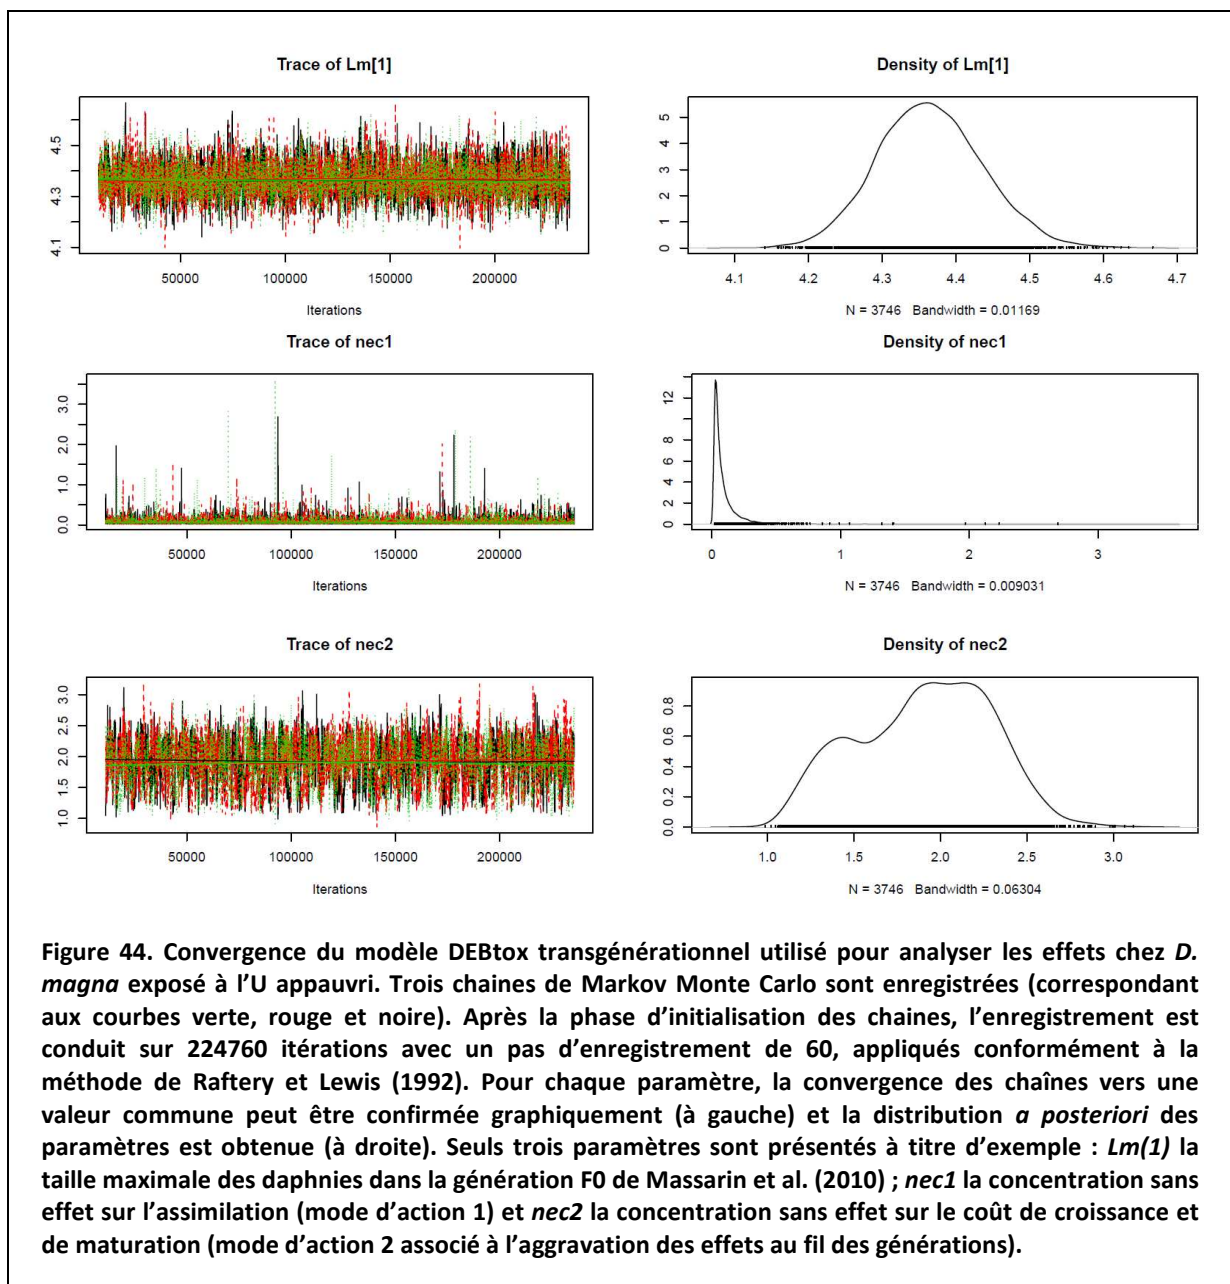 Trace of Lm[1]
Density of Lm[1]
4.1 4.3 4.5
50000 100000 150000 200000
Iterations
0 1 2 3 4 5
4.1 4.2 4.3 4.4 4.5 4.6 4.7
N = 3746 Bandwidth = 0.01169
Trace of nec1
Density of nec1
0.0 1.0 2.0 3.0
50000 100000 150000 200000
Iterations
0 2 4 6 8 12
0 1 2 3
N = 3746 Bandwidth = 0.009031
Trace of nec2
Density of nec2
1.0 1.5 2.0 2.5 3.0
50000 100000 150000 200000
Iterations
0.0 0.2 0.4 0.6 0.8
1.0 1.5 2.0 2.5 3.0
N = 3746 Bandwidth = 0.06304
Figure 44. Convergence du modèle DEBtox transgénérationnel utilisé pour analyser les effets chez D.
magna exposé à l’U appauvri. Trois chaines de Markov Monte Carlo sont enregistrées (correspondant
aux courbes verte, rouge et noire). Après la phase d’initialisation des chaines, l’enregistrement est
conduit sur 224760 itérations avec un pas d’enregistrement de 60, appliqués conformément à la
méthode de Raftery et Lewis (1992). Pour chaque paramètre, la convergence des chaînes vers une
valeur commune peut être confirmée graphiquement (à gauche) et la distribution a posteriori des
paramètres est obtenue (à droite). Seuls trois paramètres sont présentés à titre d’exemple : Lm(1) la
taille maximale des daphnies dans la génération F0 de Massarin et al. (2010) ; nec1 la concentration sans
effet sur l’assimilation (mode d’action 1) et nec2 la concentration sans effet sur le coût de croissance et
de maturation (mode d’action 2 associé à l’aggravation des effets au fil des générations).